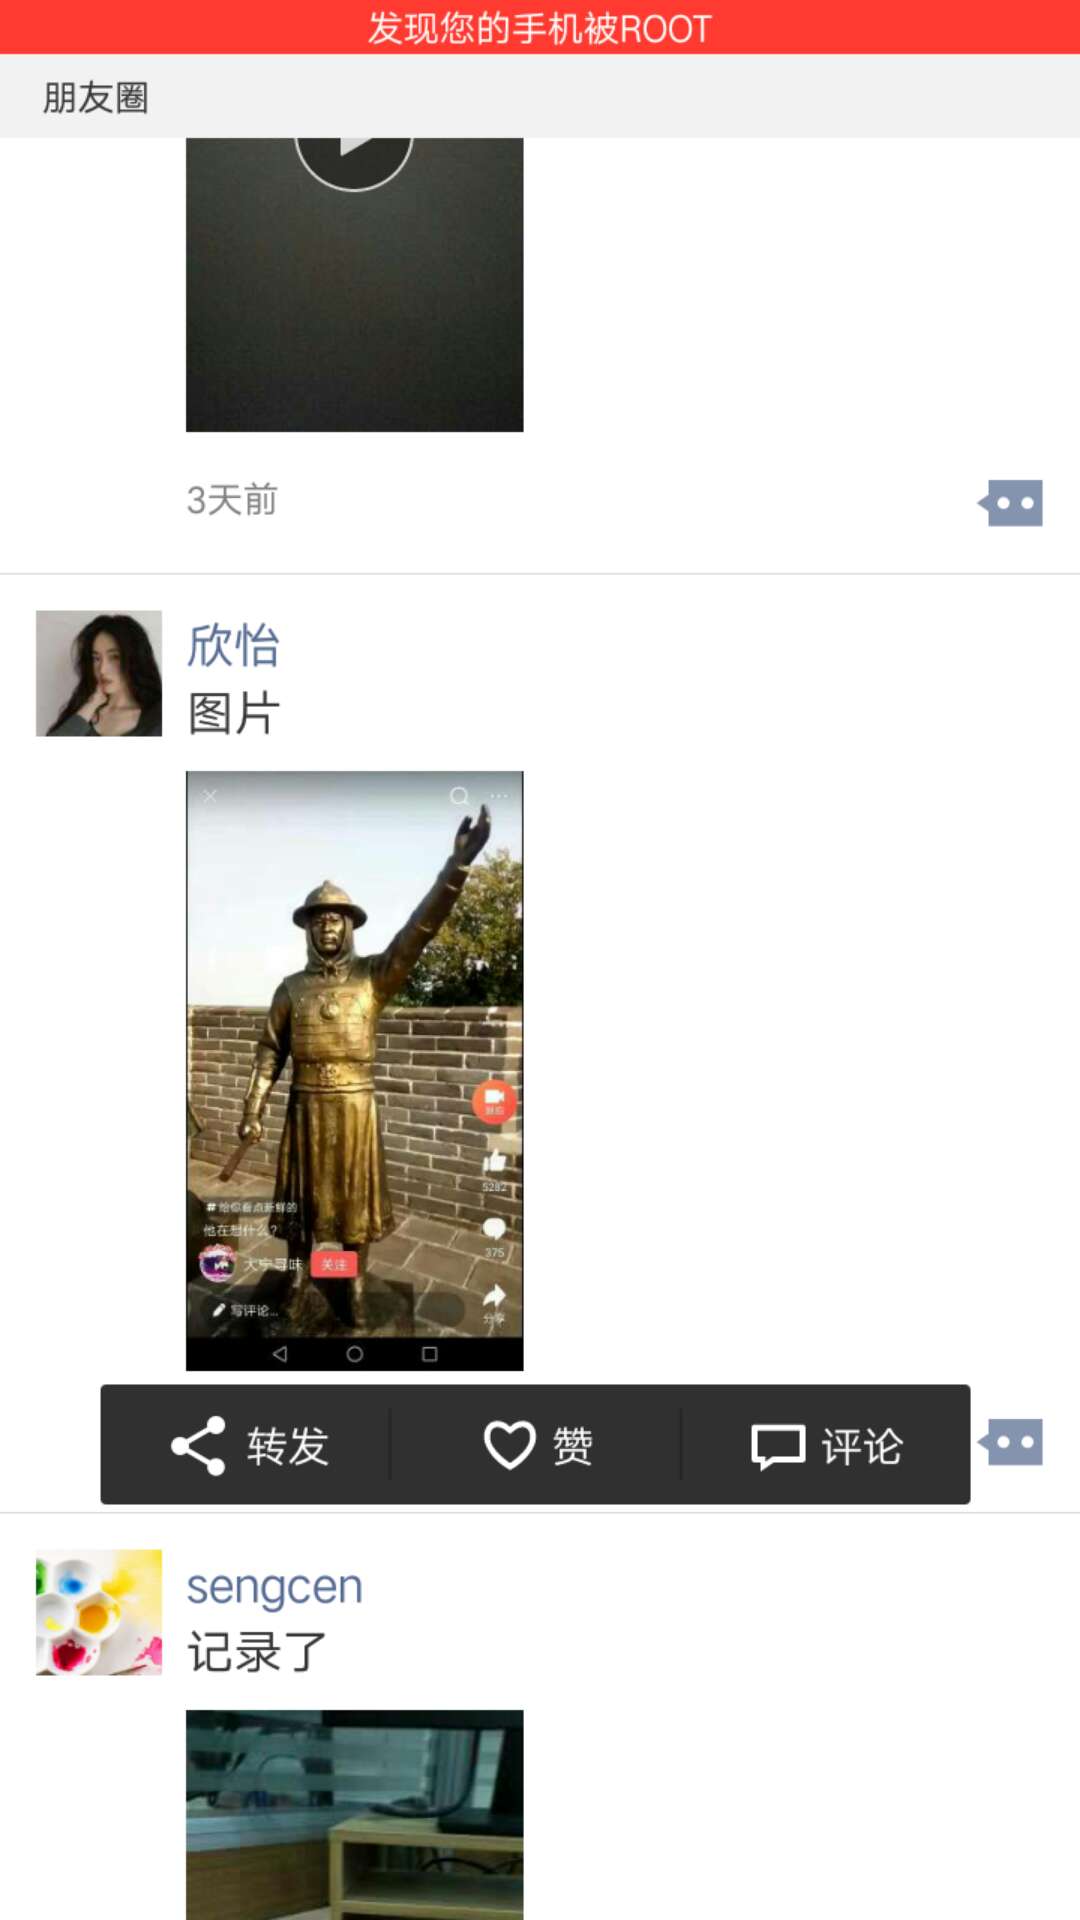 发现您的手机被ROOT
朋友圈
3天前
欣怡
图片
5282
375
分享
#给你看点新鲜的
他在想什么?
大宁寻味 关注
写评论...
转发 赞 评论
sengcen
记录了